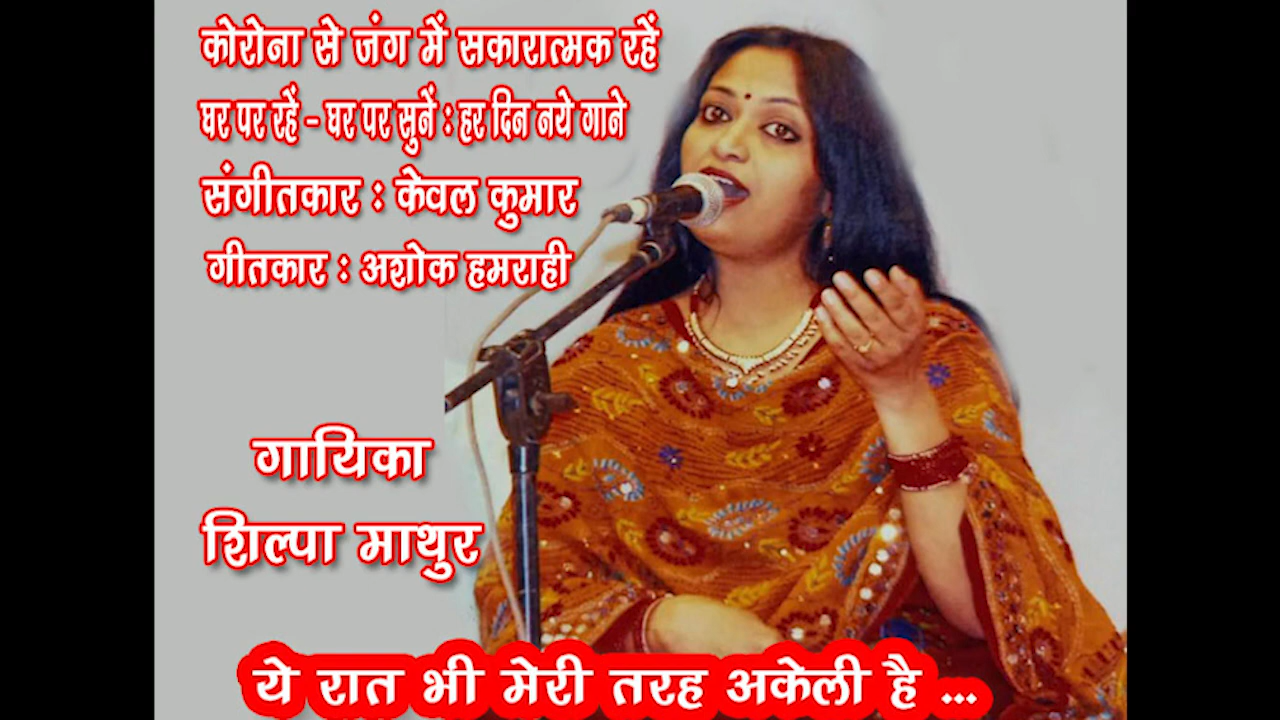 कोरोना से जंग में सकारात्मक रहें
घर पर रहें - घर पर सुनें : हर दिन नये गाने
संगीतकार : केवल कुमार
गीतकार : अशोक हमराही
गायिका
शिल्पा माथुर
ये रात भी मेरी तरह अकेली है ...